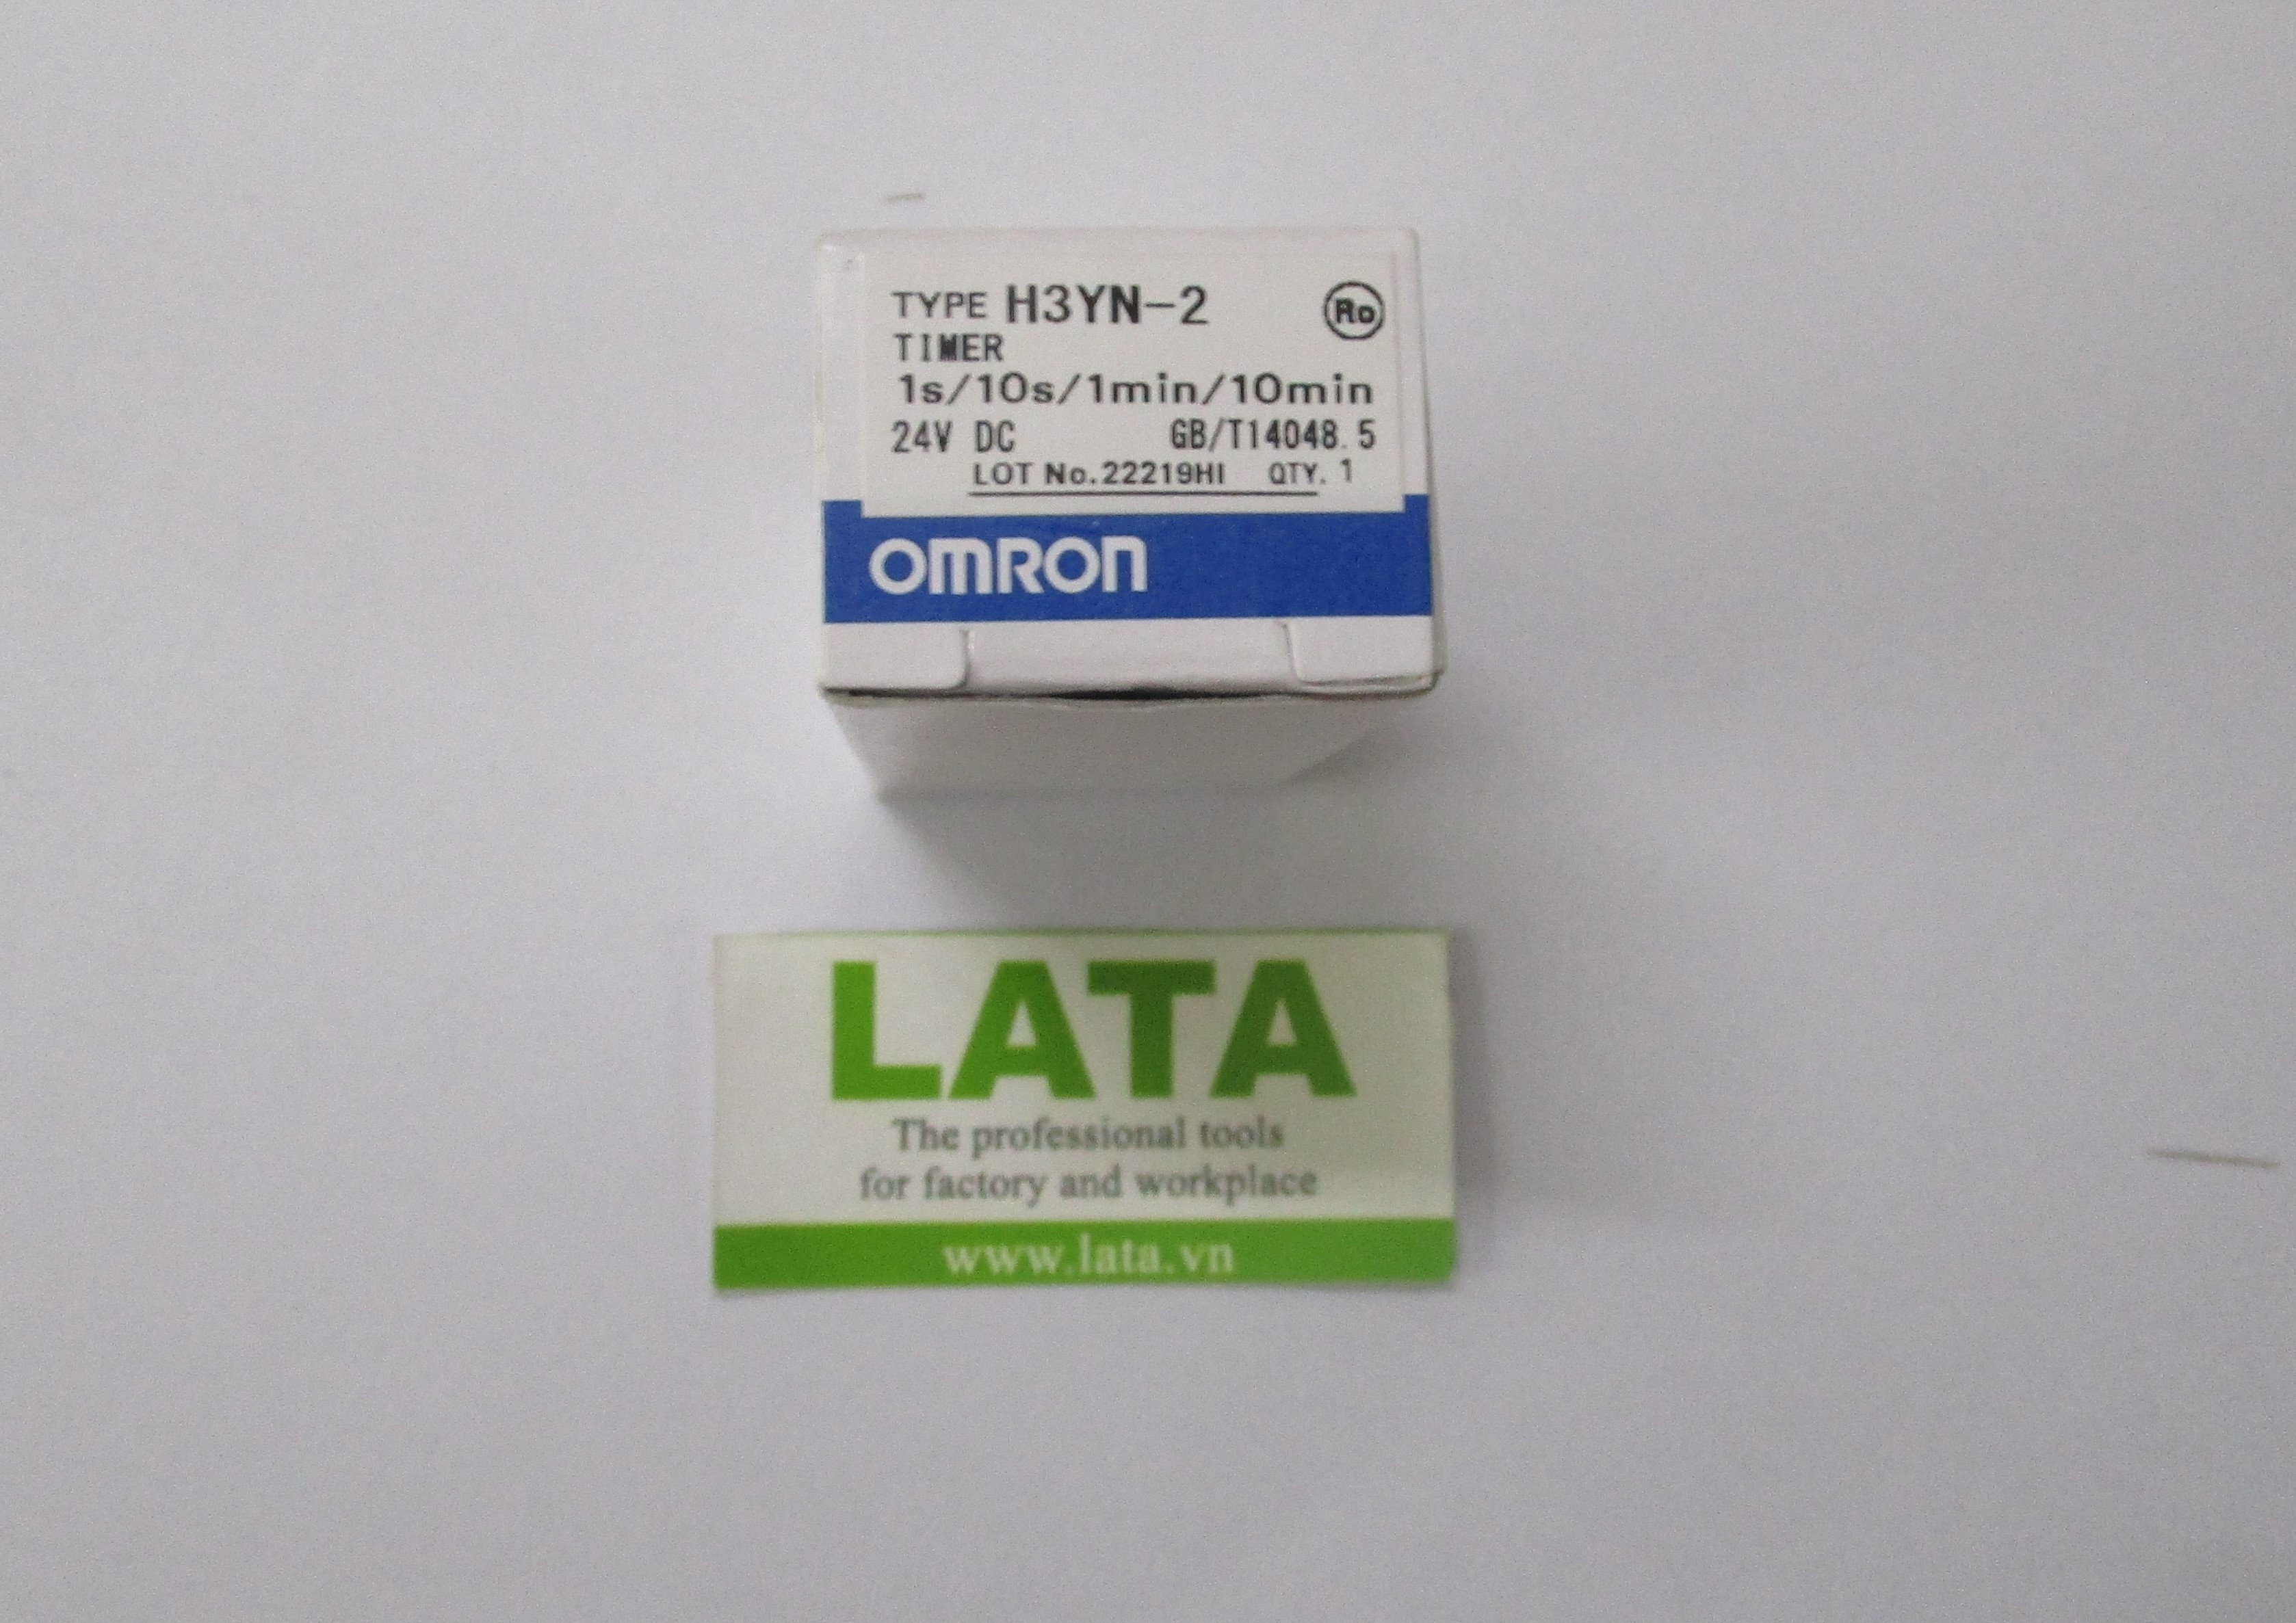 TYPE H3YN-2 Ro
TIMER
1s/10s/1min/10min
24V DC GB/T14048.5
LOT No.22219HI QTY. 1
OMRON
LATA
The professional tools
for factory and workplace
www.lata.vn